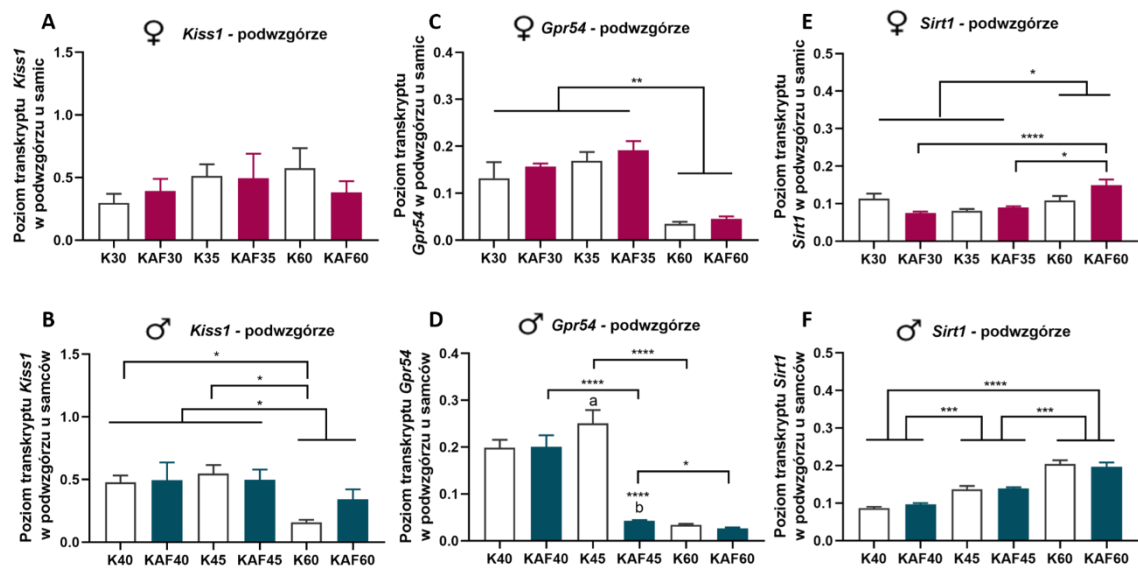 A
♀ Kiss1 - podwzgórze
Poziom transkryptu Kiss1
w podwzgórzu u samic
1.5
1.0
0.5
0.0
K30 KAF30 K35 KAF35 K60 KAF60
C
♀ Gpr54 - podwzgórze
Poziom transkryptu
Gpr54 w podwzgórzu u samic
0.4
0.3
0.2
0.1
0.0
**
K30 KAF30 K35 KAF35 K60 KAF60
E
♀ Sirt1 - podwzgórze
Poziom transkryptu
Sirt1 w podwzgórzu u samic
0.5
0.4
0.3
0.2
0.1
0.0
*
****
*
K30 KAF30 K35 KAF35 K60 KAF60
B
♂ Kiss1 - podwzgórze
Poziom transkryptu Kiss1
w podwzgórzu u samców
1.5
1.0
0.5
0.0
*
*
*
K40 KAF40 K45 KAF45 K60 KAF60
D
♂ Gpr54 - podwzgórze
Poziom transkryptu Gpr54
w podwzgórzu u samców
0.4
0.3
0.2
0.1
0.0
****
****
a
*
****
b
K40 KAF40 K45 KAF45 K60 KAF60
F
♂ Sirt1 - podwzgórze
Poziom transkryptu Sirt1
w podwzgórzu u samców
0.5
0.4
0.3
0.2
0.1
0.0
****
*** ***
K40 KAF40 K45 KAF45 K60 KAF60